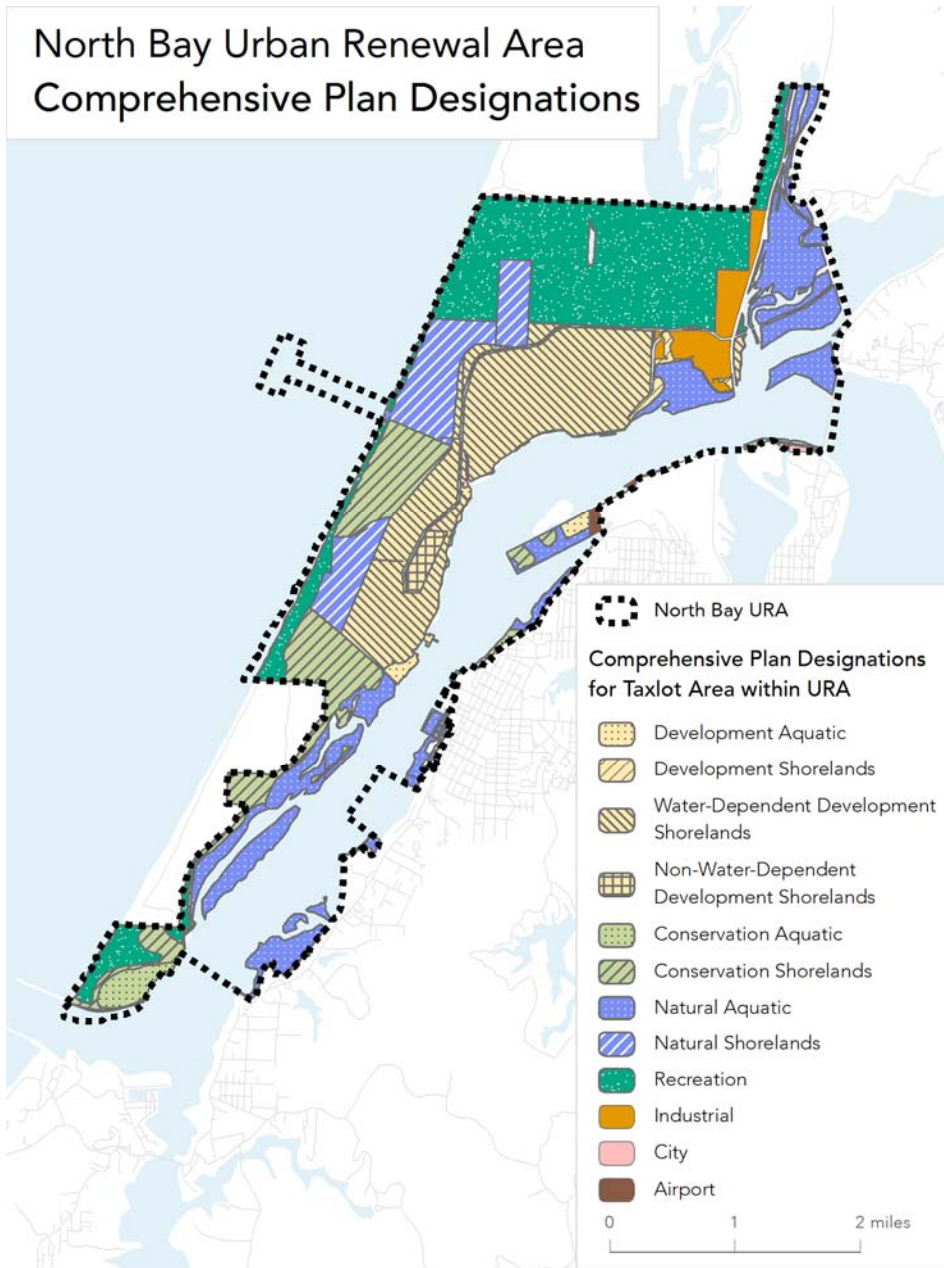 North Bay Urban Renewal Area
Comprehensive Plan Designations
North Bay URA
Comprehensive Plan Designations
for Taxlot Area within URA
Development Aquatic
Development Shorelands
Water-Dependent Development
Shorelands
Non-Water-Dependent
Development Shorelands
Conservation Aquatic
Conservation Shorelands
Natural Aquatic
Natural Shorelands
Recreation
Industrial
City
Airport
0 1 2 miles